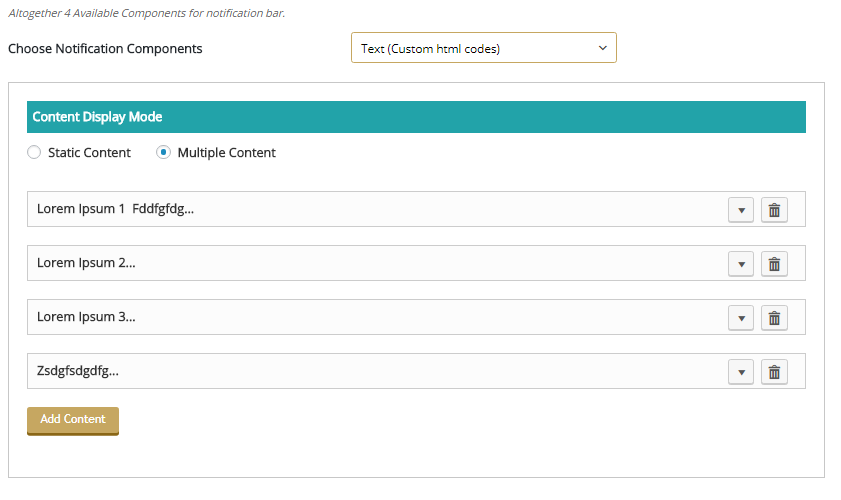 Altogether 4 Available Components for notification bar.
Choose Notification Components
Text (Custom html codes)
Content Display Mode
Static Content
Multiple Content
Lorem Ipsum 1  Fddfgfdg...
Lorem Ipsum 2...
Lorem Ipsum 3...
Zsdgfsdgdfg...
Add Content